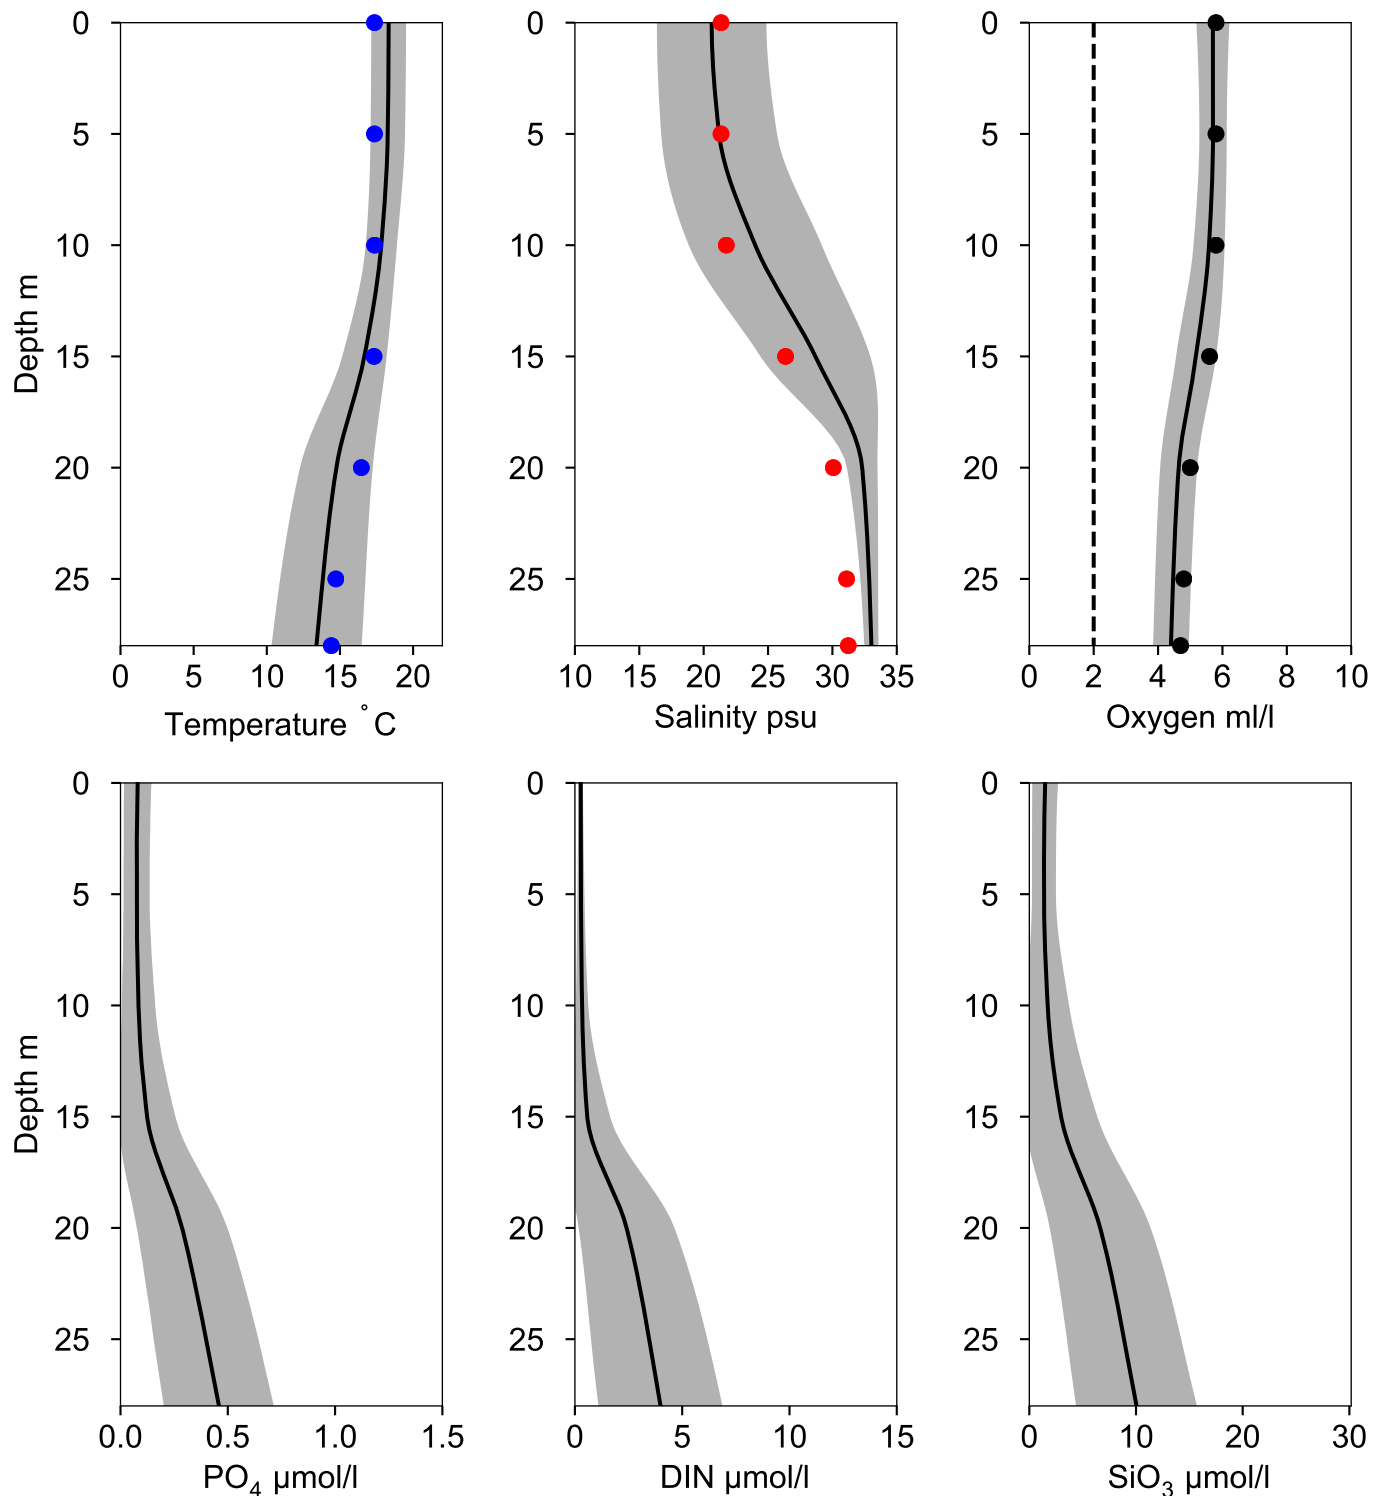 0
5
10
15
20
25
Depth m
0 5 10 15 20
Temperature °C
0
5
10
15
20
25
10 15 20 25 30 35
Salinity psu
0
5
10
15
20
25
0 2 4 6 8 10
Oxygen ml/l
0
5
10
15
20
25
Depth m
0.0 0.5 1.0 1.5
PO₄ µmol/l
0
5
10
15
20
25
0 5 10 15
DIN µmol/l
0
5
10
15
20
25
0 10 20 30
SiO₃ µmol/l